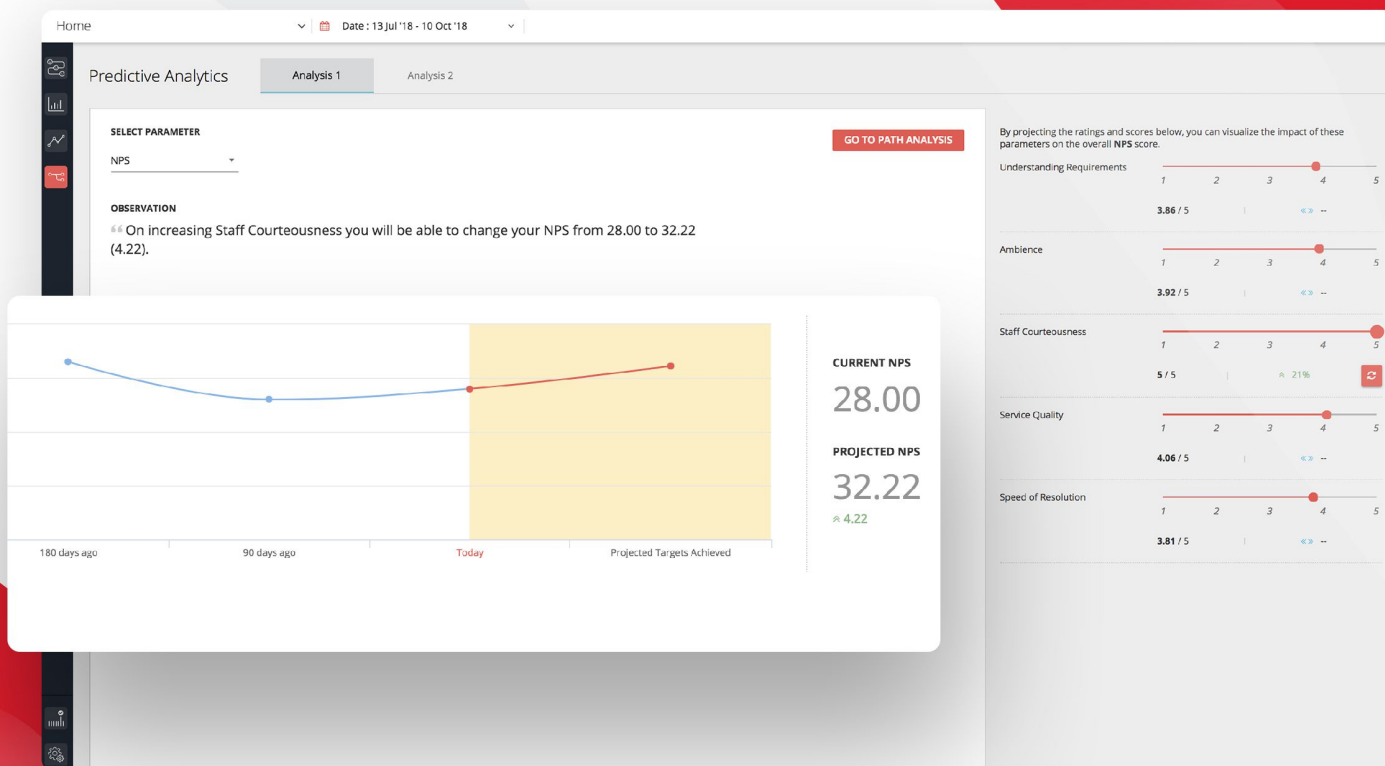 Home
Date : 13 Jul '18 - 10 Oct '18
Predictive Analytics
Analysis 1
Analysis 2
SELECT PARAMETER
GO TO PATH ANALYSIS
NPS
OBSERVATION
“ On increasing Staff Courteousness you will be able to change your NPS from 28.00 to 32.22
(4.22).
180 days ago
90 days ago
Today
Projected Targets Achieved
CURRENT NPS
28.00
PROJECTED NPS
32.22
4.22
By projecting the ratings and scores below, you can visualize the impact of these
parameters on the overall NPS score.
Understanding Requirements
1 2 3 4 5
3.86 / 5 --
Ambience
1 2 3 4 5
3.92 / 5 --
Staff Courteousness
1 2 3 4 5
5 / 5 21%
Service Quality
1 2 3 4 5
4.06 / 5 --
Speed of Resolution
1 2 3 4 5
3.81 / 5 --